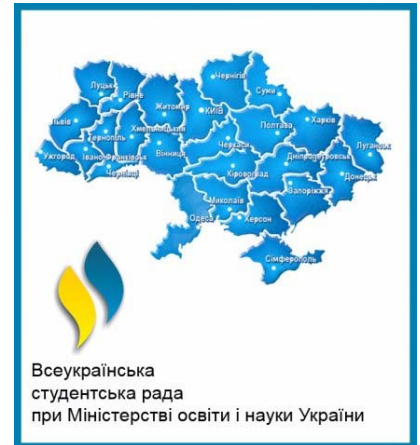 Чернігів
Суми
Луцьк
Рівне
Житомир
КИЇВ
Львів
Тернопіль
Хмельницький
Полтава
Харків
Черкаси
Луганськ
Ужгород
Івано-Франківськ
Вінниця
Кіровоград
Дніпропетровськ
Чернівці
Донецьк
Запоріжжя
Миколаїв
Одеса
Херсон
Сімферополь
Всеукраїнська
студентська рада
при Міністерстві освіти і науки України